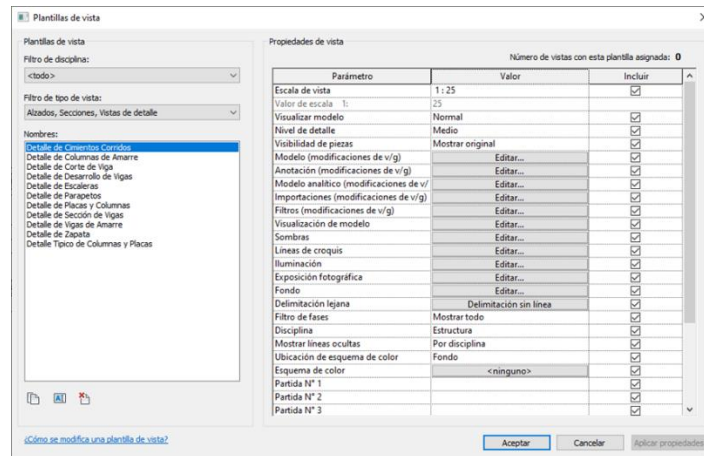 Plantillas de vista
Plantillas de vista
Filtro de disciplina:
<todo>
Filtro de tipo de vista:
Alzados, Secciones, Vistas de detalle
Nombres:
Detalle de Cimientos Corridos
Detalle de Columnas de Amarre
Detalle de Corte de Viga
Detalle de Desarrollo de Vigas
Detalle de Escaleras
Detalle de Parapetos
Detalle de Placas y Columnas
Detalle de Sección de Vigas
Detalle de Vigas de Amarre
Detalle de Zapata
Detalle Tipico de Columnas y Placas
¿Cómo se modifica una plantilla de vista?
Propiedades de vista
Número de vistas con esta plantilla asignada: 0
Parámetro Valor Incluir
Escala de vista 1 : 25
Valor de escala 1: 25
Visualizar modelo Normal
Nivel de detalle Medio
Visibilidad de piezas Mostrar original
Modelo (modificaciones de v/g) Editar...
Anotación (modificaciones de v/g) Editar...
Modelo analítico (modificaciones de v/ Editar...
Importaciones (modificaciones de v/g) Editar...
Filtros (modificaciones de v/g) Editar...
Visualización de modelo Editar...
Sombras Editar...
Líneas de croquis Editar...
Iluminación Editar...
Exposición fotográfica Editar...
Fondo Editar...
Delimitación lejana Delimitación sin línea
Filtro de fases Mostrar todo
Disciplina Estructura
Mostrar líneas ocultas Por disciplina
Ubicación de esquema de color Fondo
Esquema de color <ninguno>
Partida N° 1
Partida N° 2
Partida N° 3
Aceptar Cancelar Aplicar propiedades